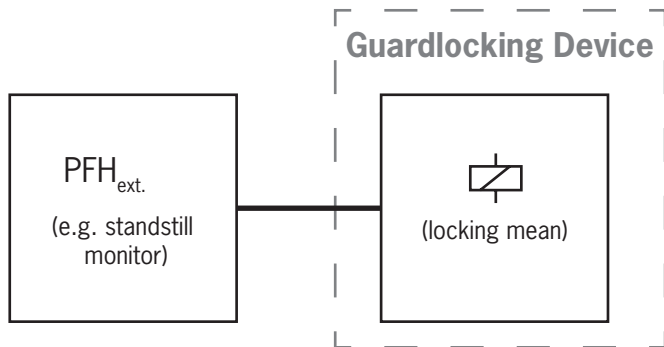 Guardlocking Device
PFHext.
(e.g. standstill
monitor)
(locking mean)